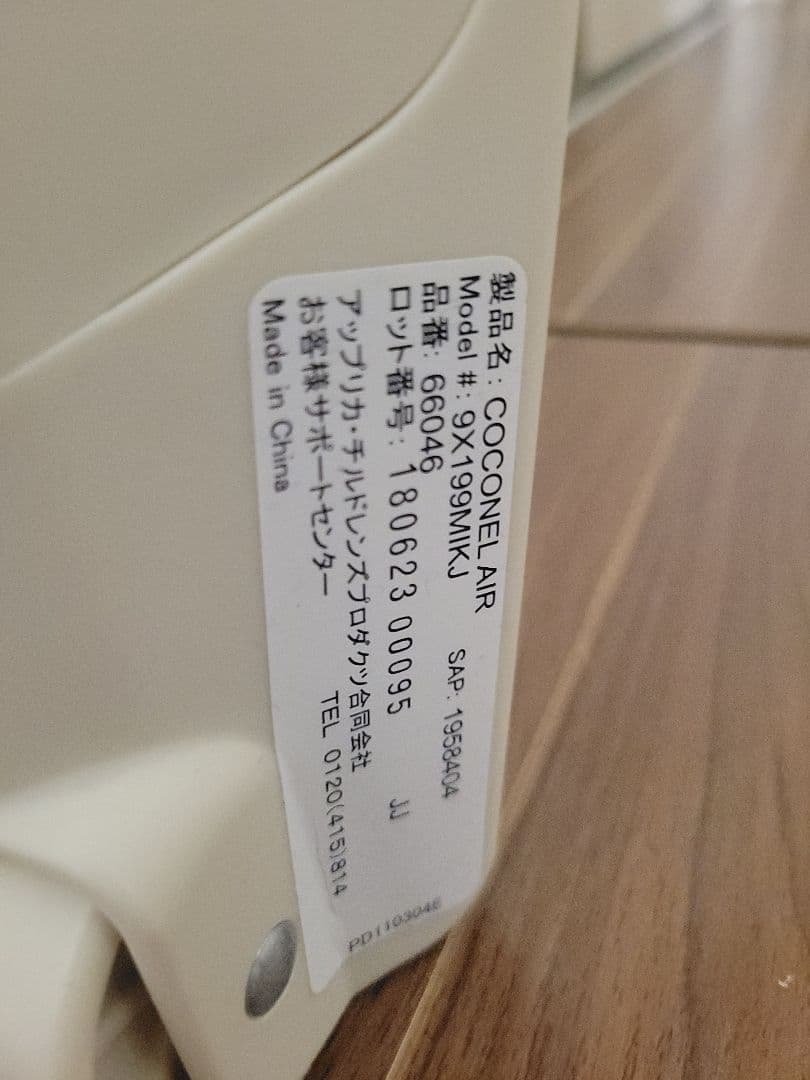 製品名: COCONEL AIR
Model #: 9X199MIKJ SAP: 1958404
品番: 66046
ロット番号: 180623 00095 JJ
アップリカ・チルドレンズプロダクツ合同会社
お客様サポートセンター TEL 0120(415)814
Made in China
PD1103046